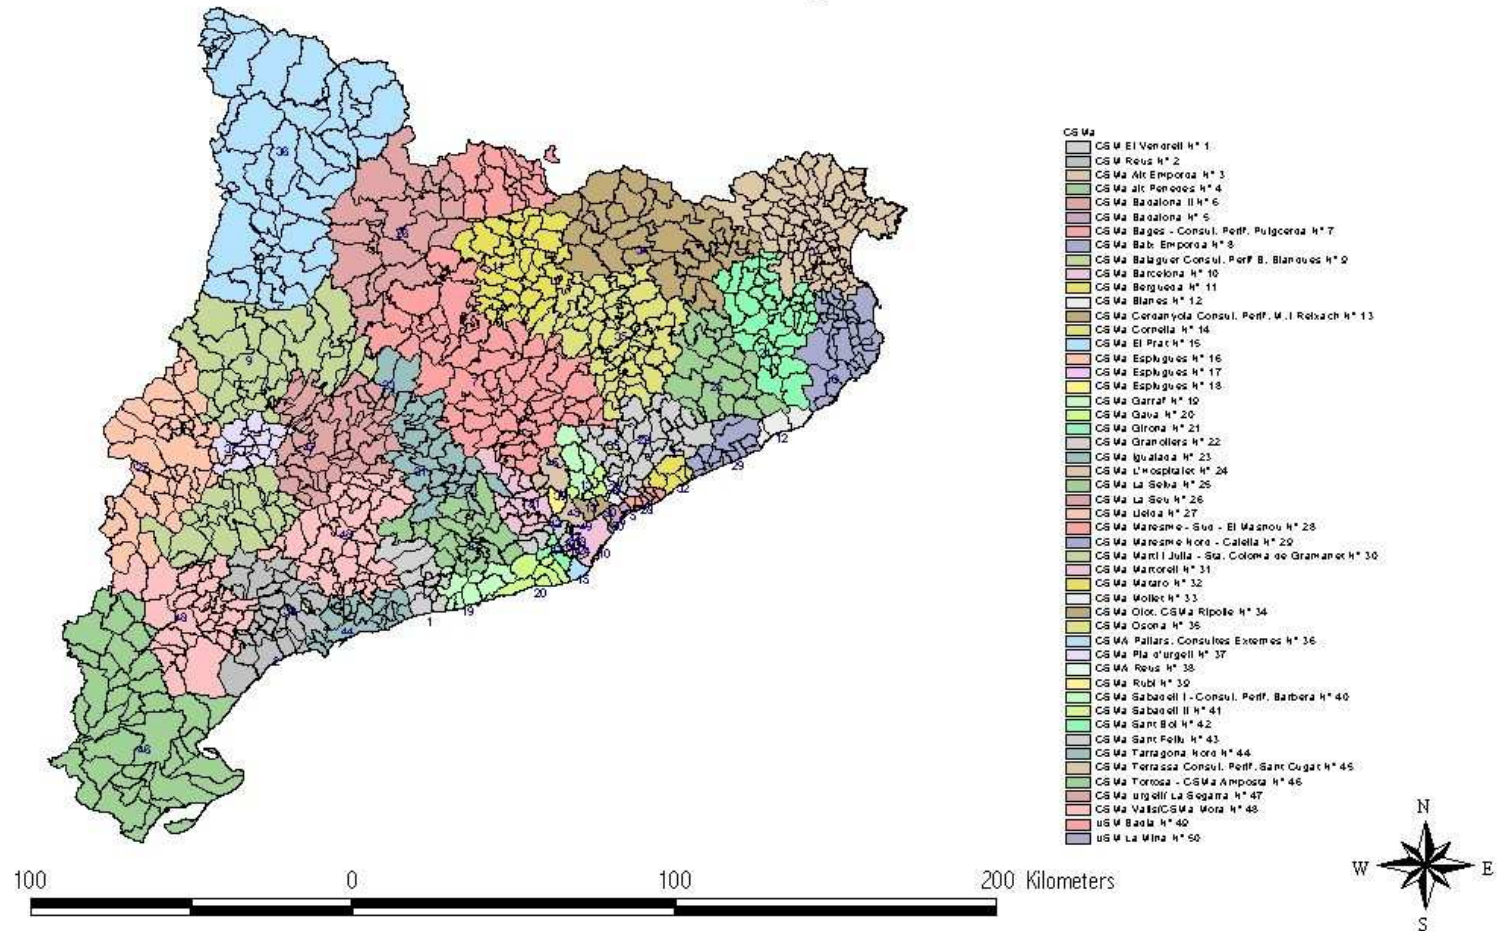 CSMa
CSM El Vendrell Nº 1
CSM Reus Nº 2
CSMa Alt Emporda Nº 3
CSMa alt Penedes Nº 4
CSMa Badalona II Nº 6
CSMa Badalona Nº 5
CSMa Bages - Consul. Perif. Puigcerda Nº 7
CSMa Baix Emporda Nº 8
CSMa Balaguer Consul. Perif B. Blanques Nº 9
CSMa Barcelona Nº 10
CSMa Bergueda Nº 11
CSMa Blanes Nº 12
CSMa Cerdanyola Consul. Perif. M.I Reixach Nº 13
CSMa Cornella Nº 14
CSMa El Prat Nº 15
CSMa Esplugues Nº 16
CSMa Esplugues Nº 17
CSMa Esplugues Nº 18
CSMa Garraf Nº 19
CSMa Gava Nº 20
CSMa Girona Nº 21
CSMa Granollers Nº 22
CSMa Igualada Nº 23
CSMa L'Hospitalet Nº 24
CSMa La Selva Nº 25
CSMa La Seu Nº 26
CSMa Lleida Nº 27
CSMa Maresme - Sud - El Masnou Nº 28
CSMa Maresme Nord - Calella Nº 29
CSMa Marti i Julia - Sta. Coloma de Gramanet Nº 30
CSMa Martorell Nº 31
CSMa Mataro Nº 32
CSMa Mollet Nº 33
CSMa Olot. CSMa Ripolle Nº 34
CSMa Osona Nº 35
CSMA Pallars. Consultes Externes Nº 36
CSMa Pla d'urgell Nº 37
CSMA Reus Nº 38
CSMa Rubi Nº 39
CSMa Sabadell I - Consul. Perif. Barbera Nº 40
CSMa Sabadell II Nº 41
CSMa Sant Boi Nº 42
CSMa Sant Feliu Nº 43
CSMa Tarragona Nord Nº 44
CSMa Terrassa Consul. Perif. Sant Cugat Nº 45
CSMa Tortosa - CSMa Amposta Nº 46
CSMa urgell/ La Segarra Nº 47
CSMa Valls/CSMa Mora Nº 48
USM Badia Nº 49
USM La Mina Nº 50
36
9
12
29
32
20
19
1
44
46
N
W
E
S
100
0
100
200 Kilometers